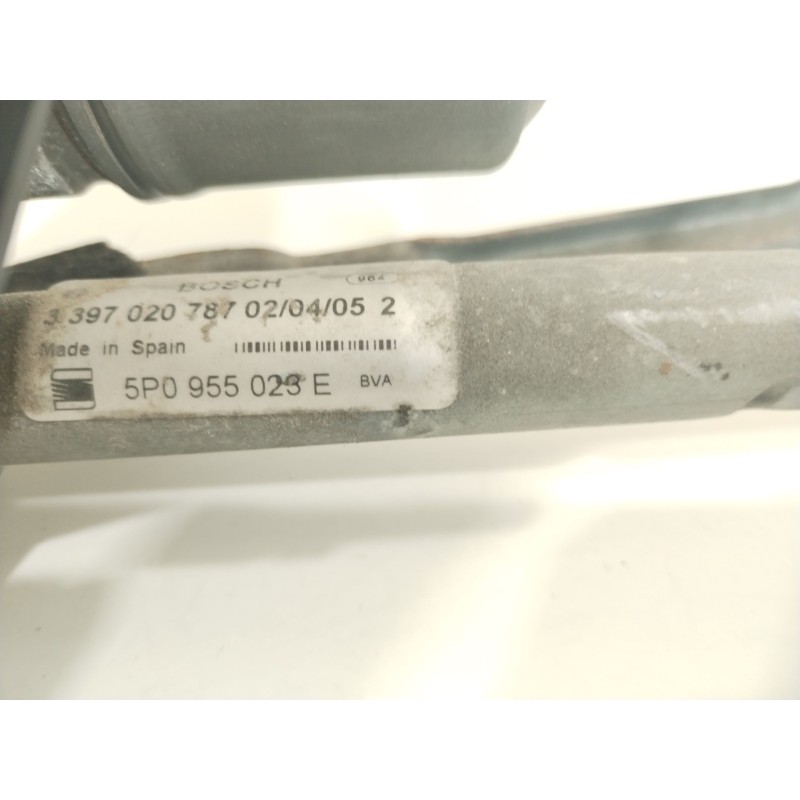 BOSCH
3 397 020 787 02/04/05 2
Made in Spain
5P0 955 023 E BVA